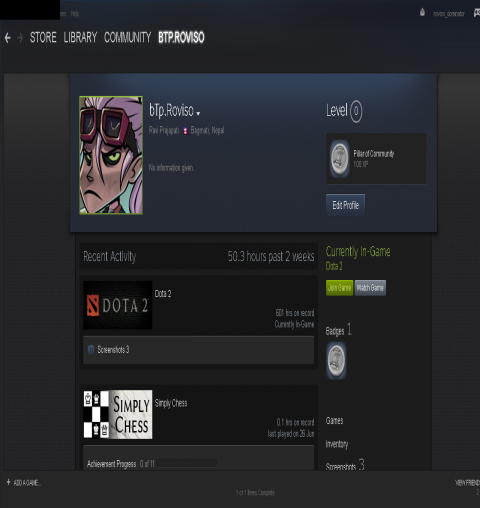 Help
roviso_dominator
STORE LIBRARY COMMUNITY BTP.ROVISO
bTp.Roviso
Ravi Prajapati Bagmati, Nepal
No information given.
Level 0
Pillar of Community
100 XP
Edit Profile
Recent Activity 50.3 hours past 2 weeks
Currently In-Game
Dota 2
Join Game Watch Game
DOTA 2
Dota 2
601 hrs on record
Currently In-Game
Screenshots 3
Badges 1
SIMPLY
CHESS
Simply Chess
0.1 hrs on record
last played on 26 Jun
Achievement Progress 0 of 11
Games
Inventory
Screenshots 3
+ ADD A GAME...
1 of 1 Items Complete
VIEW FRIEND